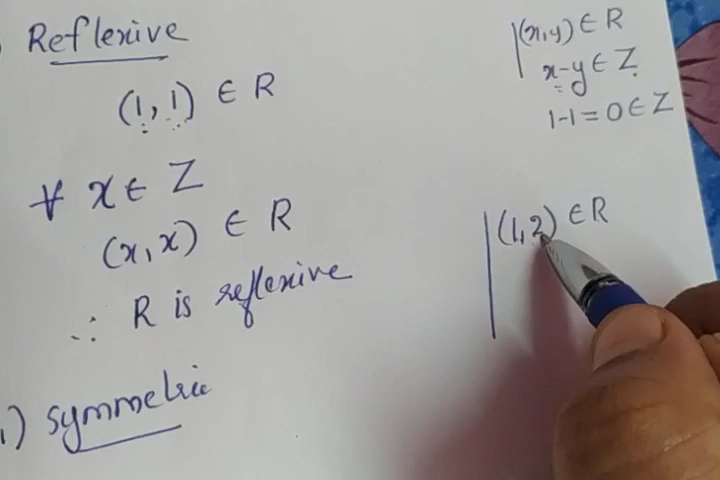 Reflexive
(1, 1) ∈ R
∀ x ∈ Z
(x, x) ∈ R
∴ R is reflexive
) symmetric
(x, y) ∈ R
x-y ∈ Z
1-1 = 0 ∈ Z
(1, 2) ∈ R